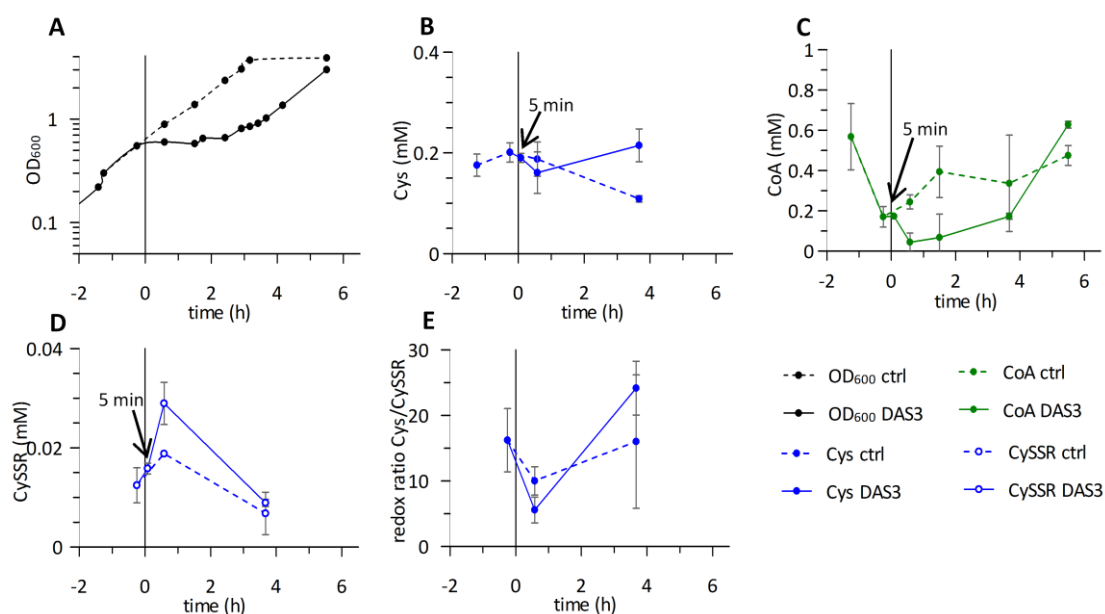 A
B
C
OD600
1
0.1
-2 0 2 4 6
time (h)
Cys (mM)
0.4
0.2
0
5 min
-2 0 2 4 6
time (h)
CoA (mM)
1
0.8
0.6
0.4
0.2
0
5 min
-2 0 2 4 6
time (h)
D
E
CySSR (mM)
0.04
0.02
0
5 min
-2 0 2 4 6
time (h)
redox ratio Cys/CySSR
30
20
10
0
-2 0 2 4 6
time (h)
OD600 ctrl
OD600 DAS3
Cys ctrl
Cys DAS3
CoA ctrl
CoA DAS3
CySSR ctrl
CySSR DAS3